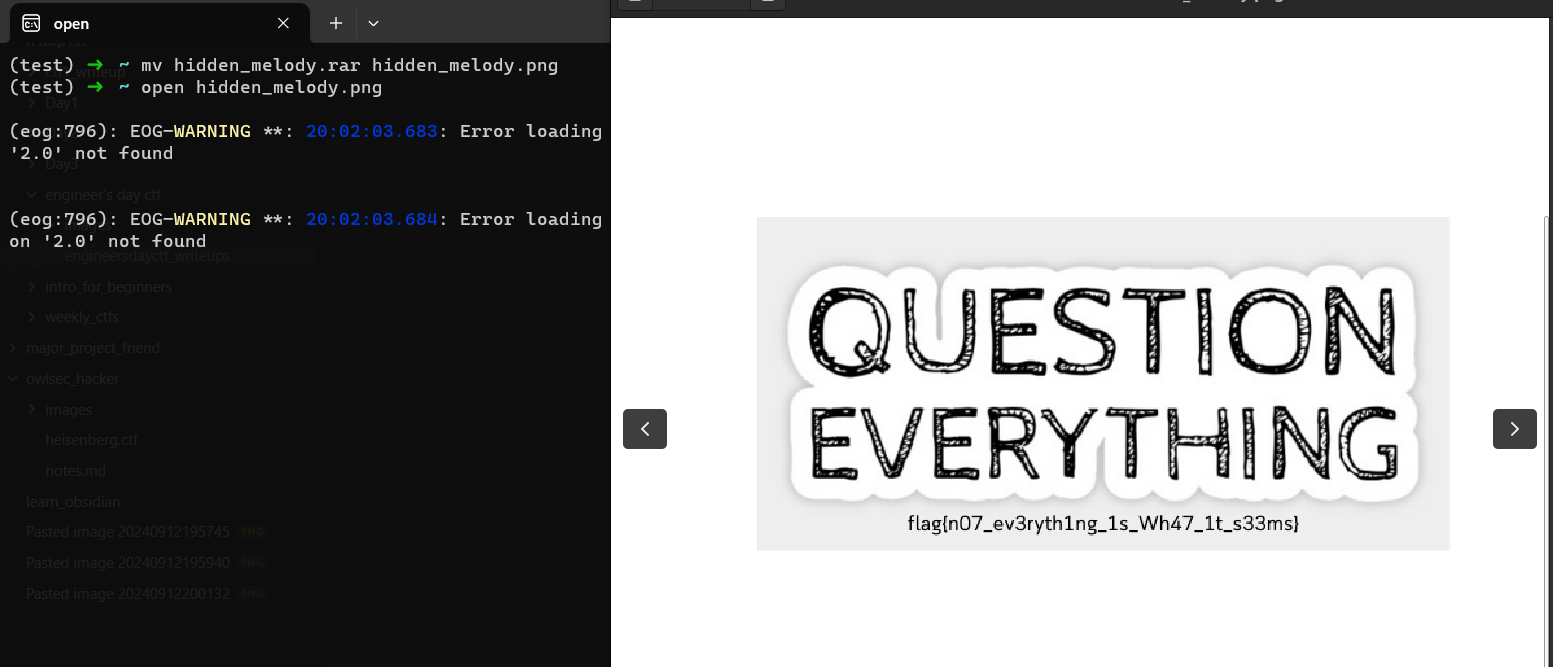 open
(test) ➜ ~ mv hidden_melody.rar hidden_melody.png
(test) ➜ ~ open hidden_melody.png
(eog:796): EOG-WARNING **: 20:02:03.683: Error loading
'2.0' not found
(eog:796): EOG-WARNING **: 20:02:03.684: Error loading
on '2.0' not found
Day1
Day3
engineer's day ctf
engineersdayctf_writeups
intro_for_beginners
weekly_ctfs
major_project_friend
owlsec_hacker
images
heisenberg.ctf
notes.md
learn_obsidian
Pasted image 20240912195745 PNG
Pasted image 20240912195940 PNG
Pasted image 20240912200132 PNG
QUESTION
EVERYTHING
flag{n07_ev3ryth1ng_1s_Wh47_1t_s33ms}